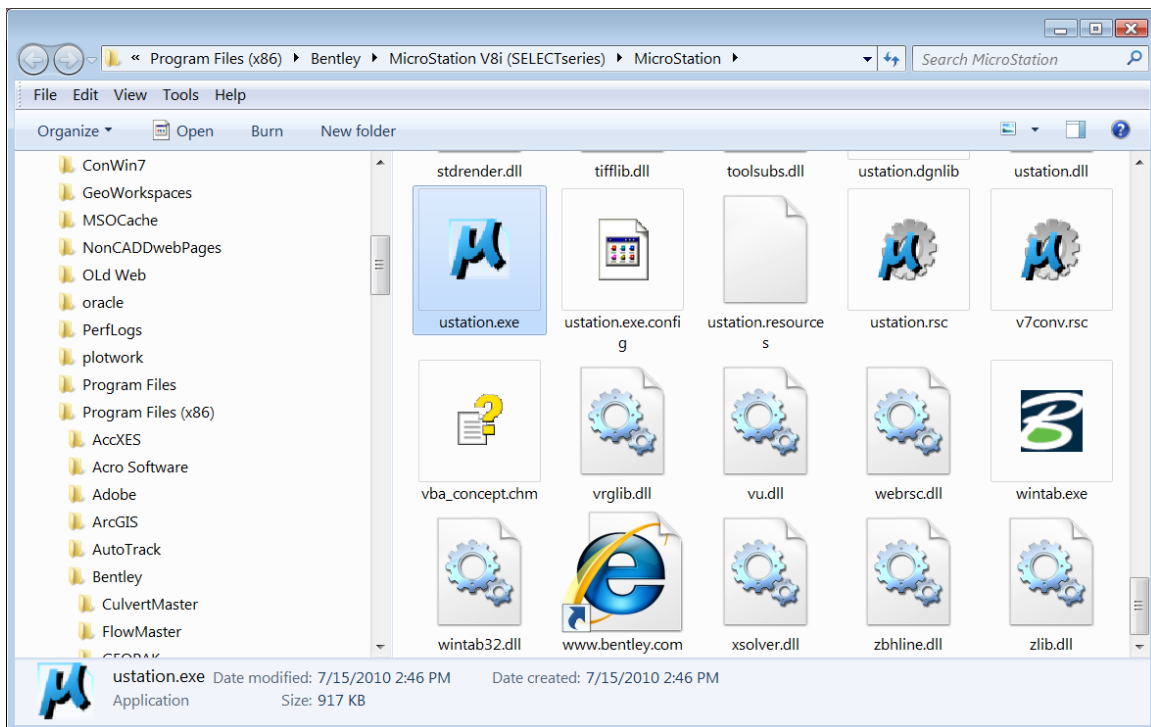 « Program Files (x86) Bentley MicroStation V8i (SELECTseries) MicroStation Search MicroStation
File Edit View Tools Help
Organize Open Burn New folder
ConWin7
GeoWorkspaces
MSOCache
NonCADDwebPages
OLd Web
oracle
PerfLogs
plotwork
Program Files
Program Files (x86)
AccXES
Acro Software
Adobe
ArcGIS
AutoTrack
Bentley
CulvertMaster
FlowMaster
GEOPAK
stdrender.dll tifflib.dll toolsubs.dll ustation.dgnlib ustation.dll
ustation.exe ustation.exe.confi ustation.resource ustation.rsc v7conv.rsc
g s
vba_concept.chm vrglib.dll vu.dll webrsc.dll wintab.exe
wintab32.dll www.bentley.com xsolver.dll zbhline.dll zlib.dll
ustation.exe Date modified: 7/15/2010 2:46 PM Date created: 7/15/2010 2:46 PM
Application Size: 917 KB